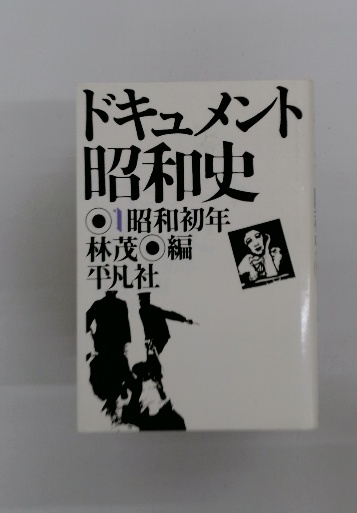 ドキュメント
昭和史
◉1昭和初年
林茂◉編
平凡社